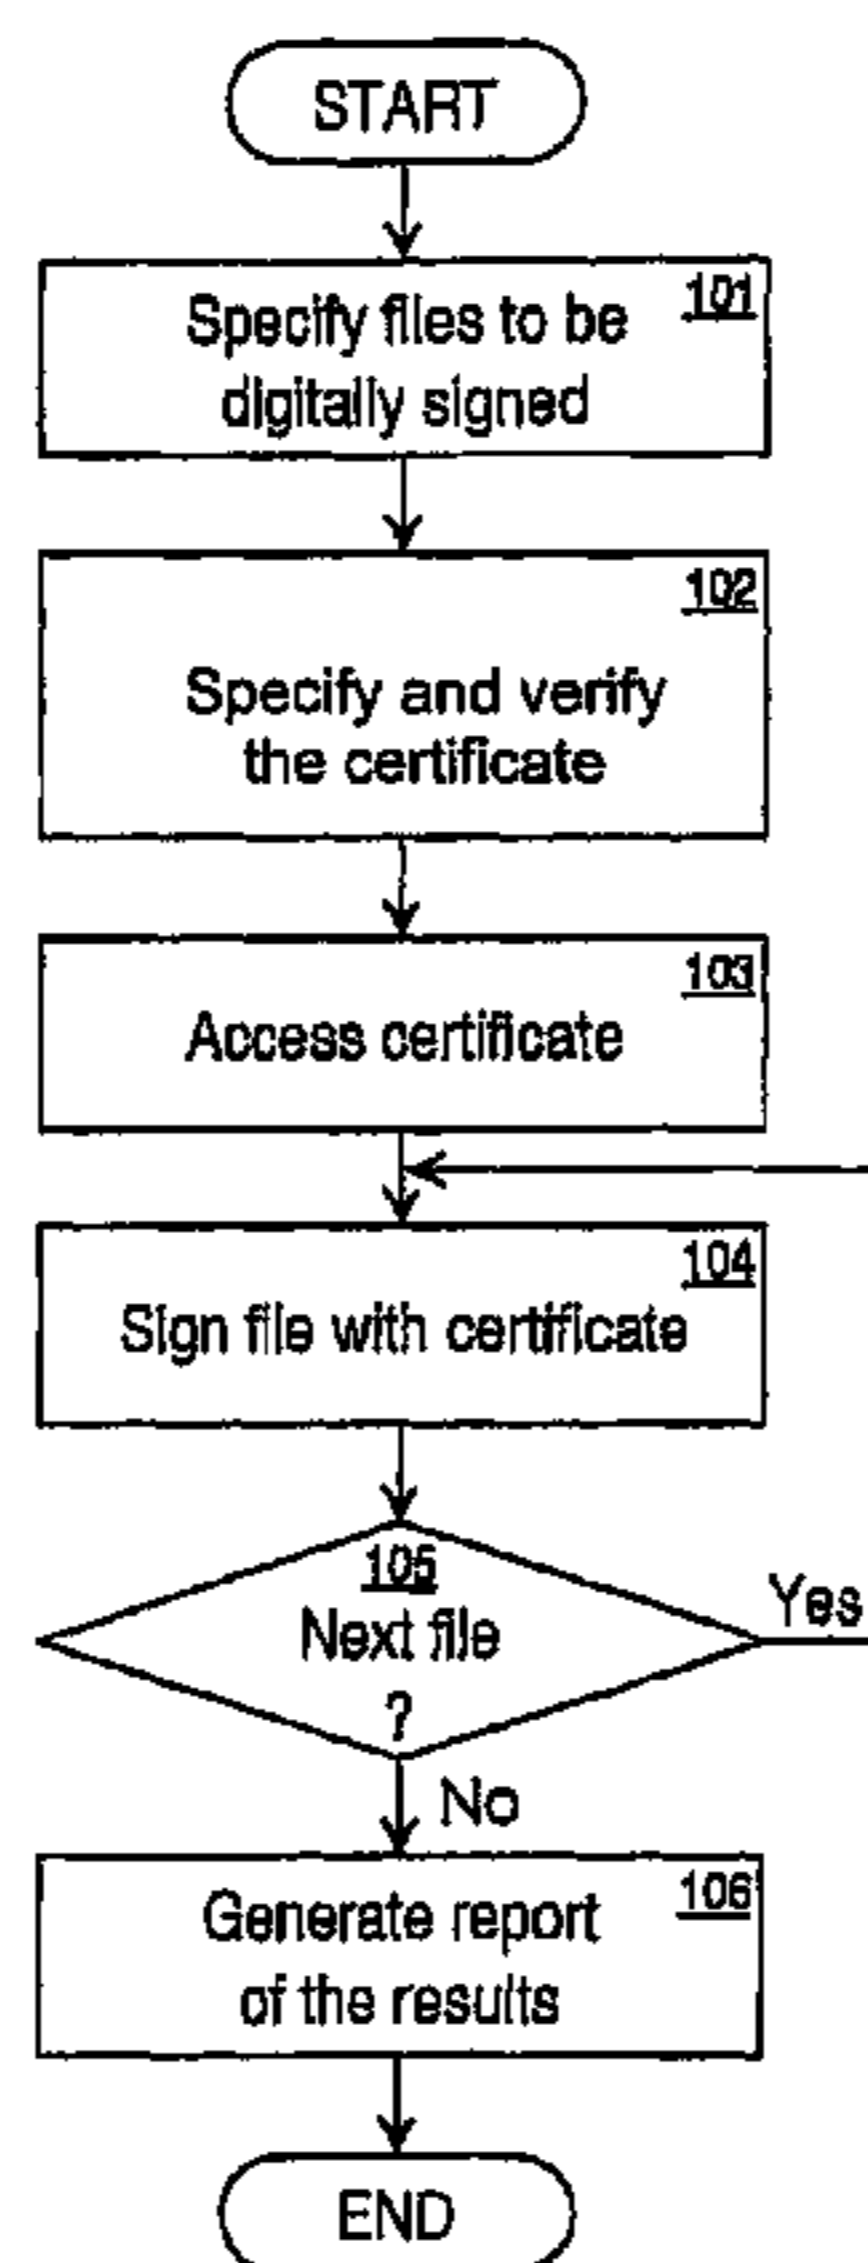 START
101
Specify files to be
digitally signed
102
Specify and verify
the certificate
103
Access certificate
104
Sign file with certificate
105
Next file
?
Yes
No
106
Generate report
of the results
END